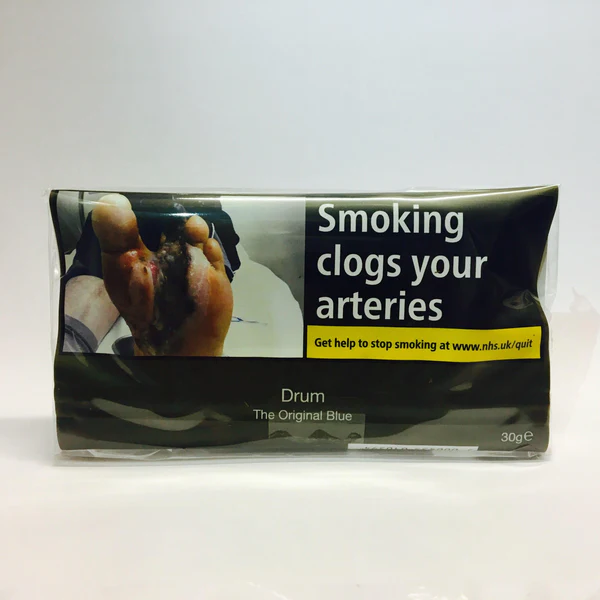 Smoking
clogs your
arteries
Get help to stop smoking at www.nhs.uk/quit
Drum
The Original Blue
30g℮